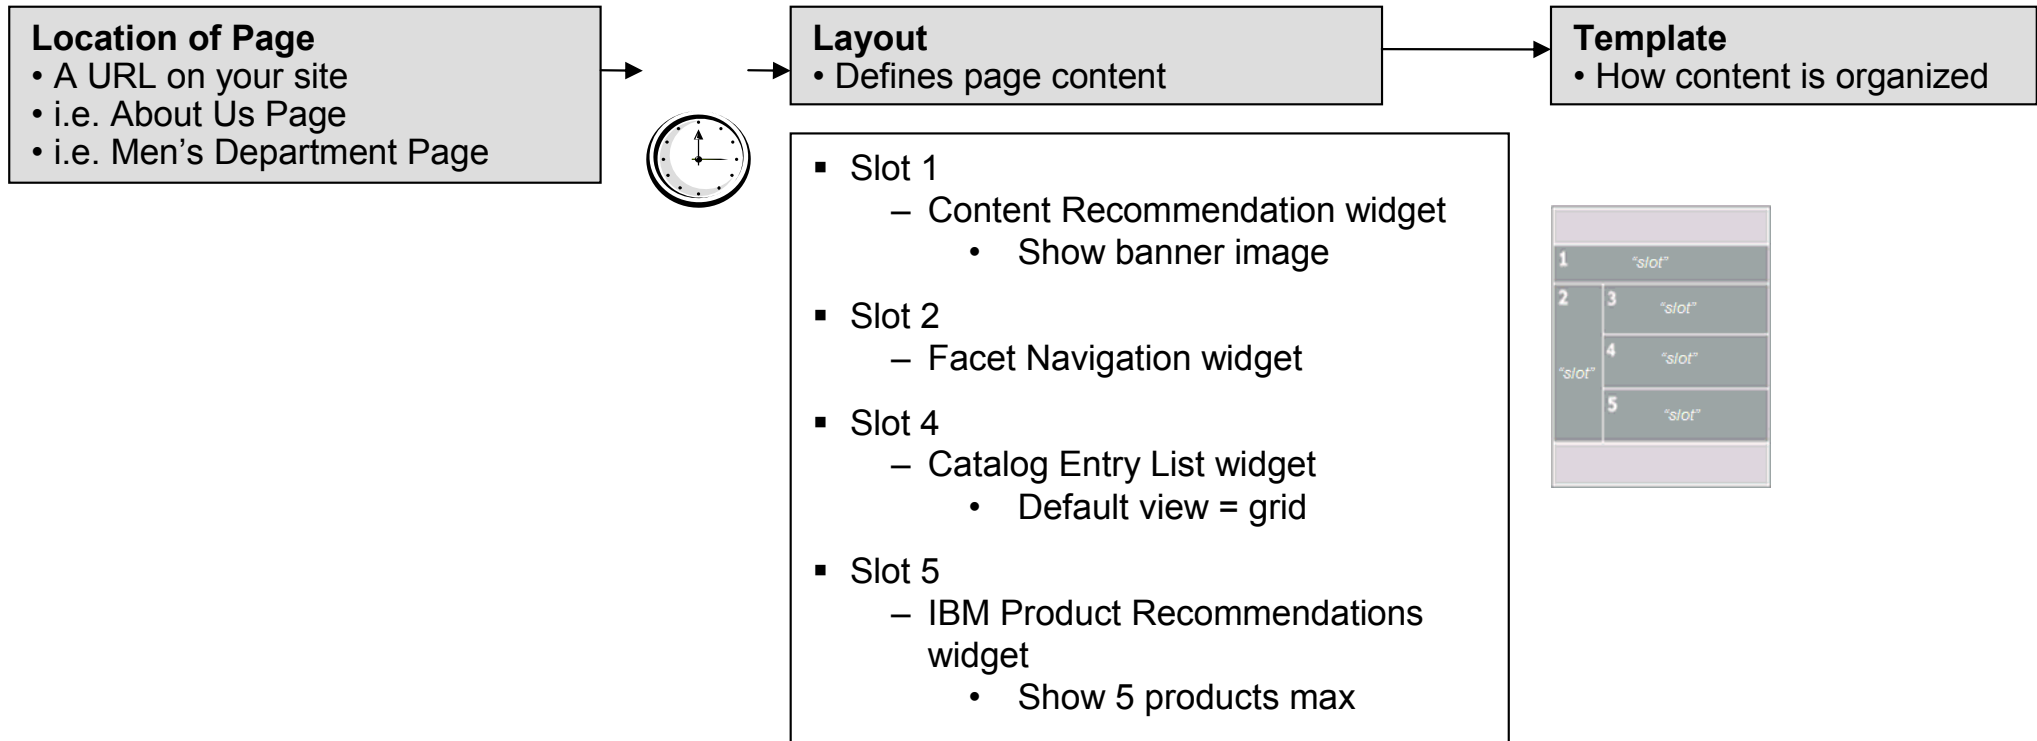 Location of Page
• A URL on your site
• i.e. About Us Page
• i.e. Men’s Department Page
Layout
• Defines page content
Template
• How content is organized
▪ Slot 1
– Content Recommendation widget
• Show banner image
▪ Slot 2
– Facet Navigation widget
▪ Slot 4
– Catalog Entry List widget
• Default view = grid
▪ Slot 5
– IBM Product Recommendations
widget
• Show 5 products max
1 “slot”
2 “slot”
3 “slot”
4 “slot”
5 “slot”